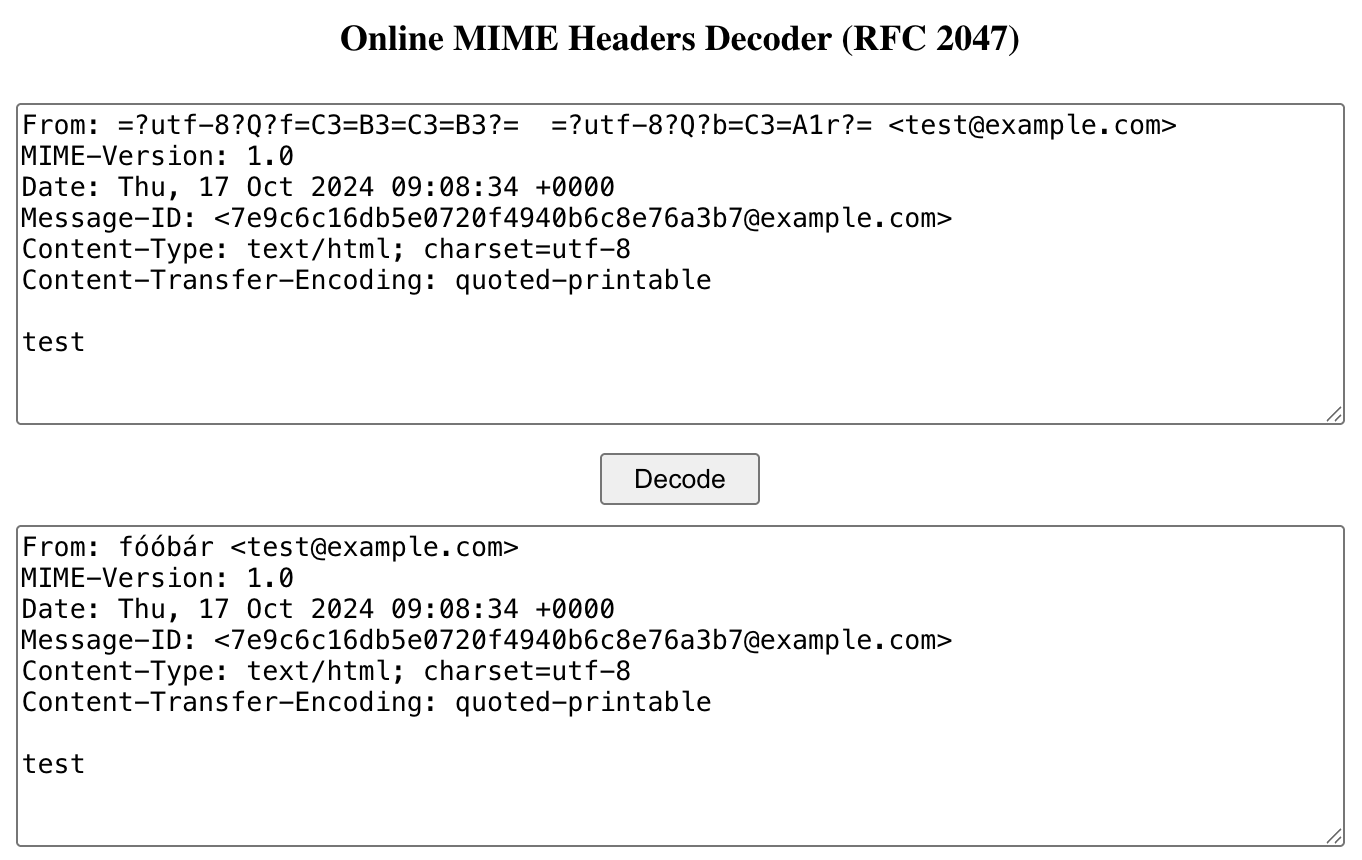 Online MIME Headers Decoder (RFC 2047)
From: =?utf-8?Q?f=C3=B3=C3=B3?=  =?utf-8?Q?b=C3=A1r?= <test@example.com>
MIME-Version: 1.0
Date: Thu, 17 Oct 2024 09:08:34 +0000
Message-ID: <7e9c6c16db5e0720f4940b6c8e76a3b7@example.com>
Content-Type: text/html; charset=utf-8
Content-Transfer-Encoding: quoted-printable
test
Decode
From: fóóbár <test@example.com>
MIME-Version: 1.0
Date: Thu, 17 Oct 2024 09:08:34 +0000
Message-ID: <7e9c6c16db5e0720f4940b6c8e76a3b7@example.com>
Content-Type: text/html; charset=utf-8
Content-Transfer-Encoding: quoted-printable
test